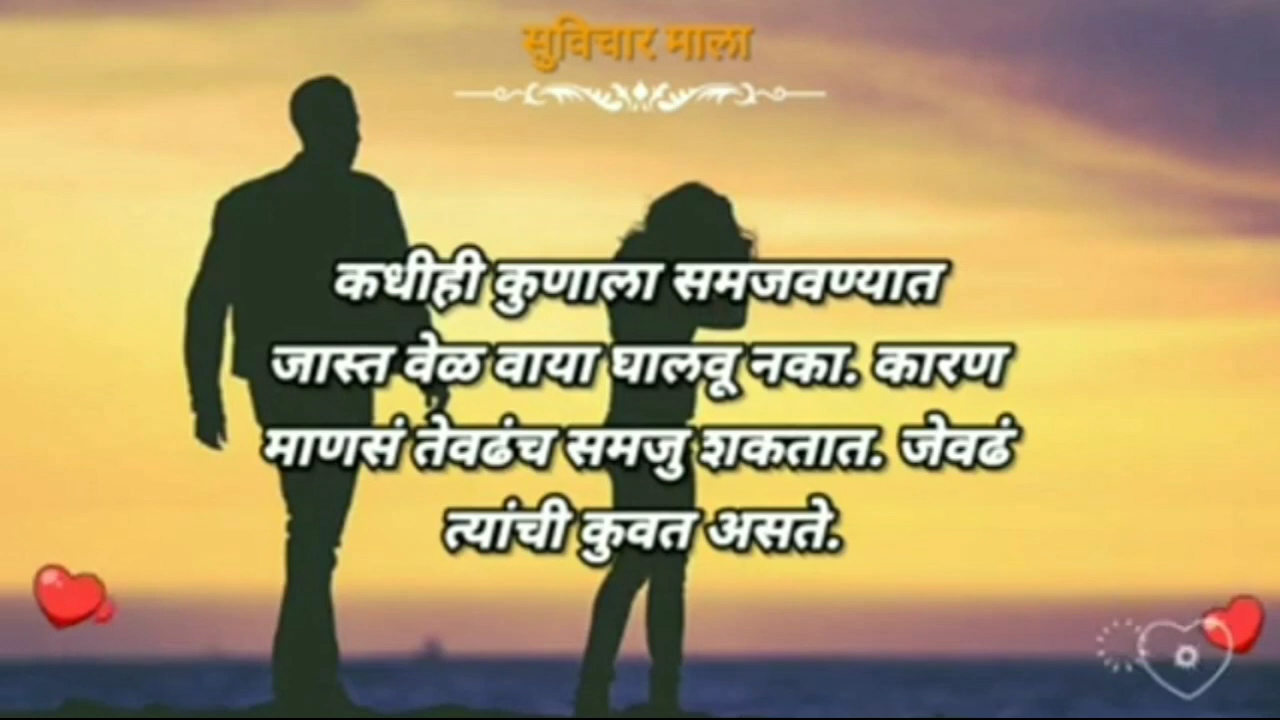 सुविचार माला
कधीही कुणाला समजवण्यात
जास्त वेळ वाया घालवू नका. कारण
माणसं तेवढंच समजु शकतात. जेवढं
त्यांची कुवत असते.